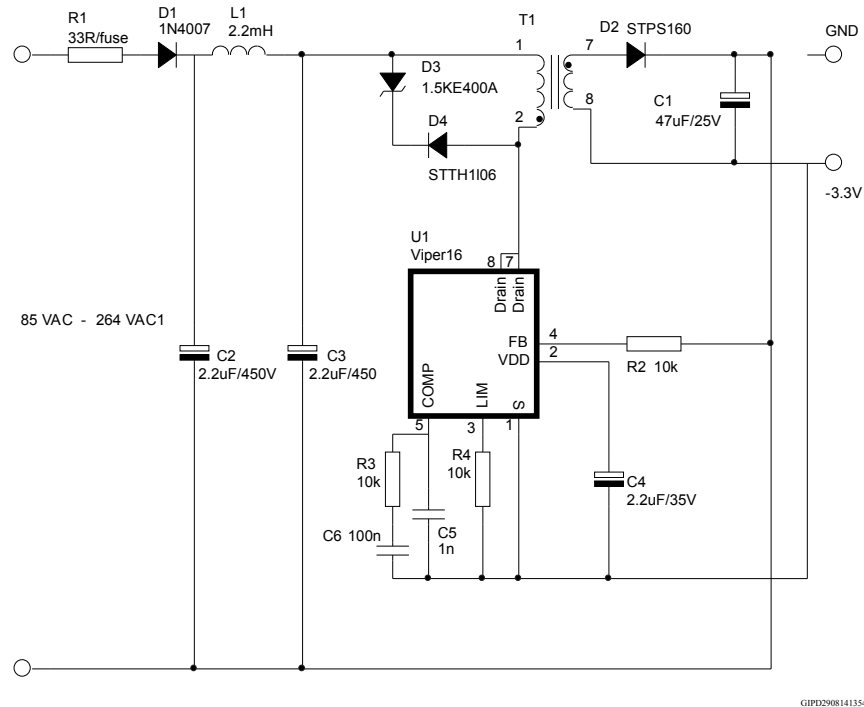 R1
33R/fuse
D1
1N4007
L1
2.2mH
T1
D2 STPS160
GND
1
7
D3
1.5KE400A
2
8
C1
47uF/25V
D4
STTH1I06
-3.3V
U1
Viper16
8 7
Drain
Drain
85 VAC - 264 VAC1
FB
4
VDD
2
R2 10k
C2
2.2uF/450V
C3
2.2uF/450
COMP
LIM
S
5
3
1
R3
10k
R4
10k
C4
2.2uF/35V
C6 100n
C5
1n